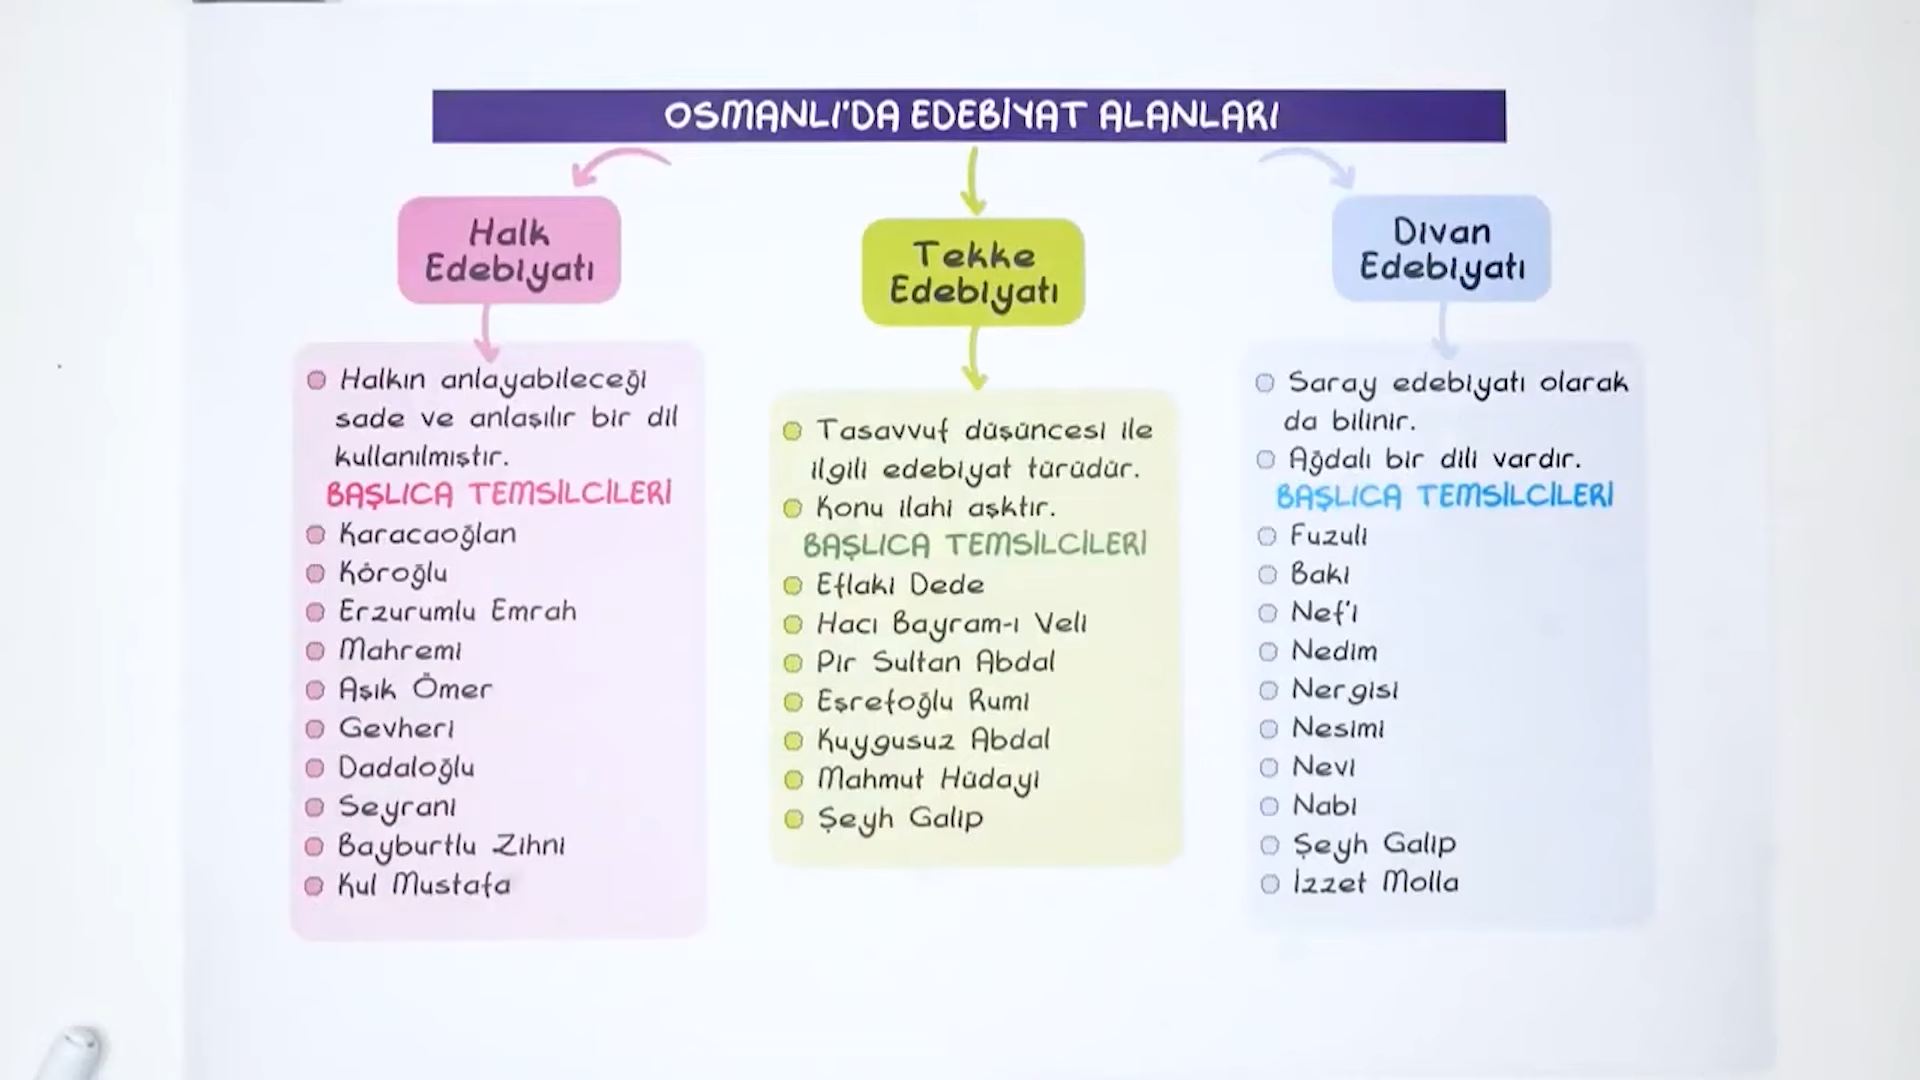 OSMANLI'DA EDEBİYAT ALANLARI
Halk
Edebiyatı
Halkın anlayabileceği
sade ve anlaşılır bir dil
kullanılmıştır.
BAŞLICA TEMSİLCİLERİ
Karacaoğlan
Köroğlu
Erzurumlu Emrah
Mahremi
Aşık Ömer
Gevheri
Dadaloğlu
Seyrani
Bayburtlu Zihni
Kul Mustafa
Tekke
Edebiyatı
Tasavvuf düşüncesi ile
ilgili edebiyat türüdür.
Konu ilahi aşktır.
BAŞLICA TEMSİLCİLERİ
Eflaki Dede
Hacı Bayram-ı Veli
Pir Sultan Abdal
Eşrefoğlu Rumi
Kuygusuz Abdal
Mahmut Hüdayi
Şeyh Galip
Divan
Edebiyatı
Saray edebiyatı olarak
da bilinir.
Ağdalı bir dili vardır.
BAŞLICA TEMSİLCİLERİ
Fuzuli
Baki
Nef'i
Nedim
Nergisi
Nesimi
Nevi
Nabi
Şeyh Galip
İzzet Molla